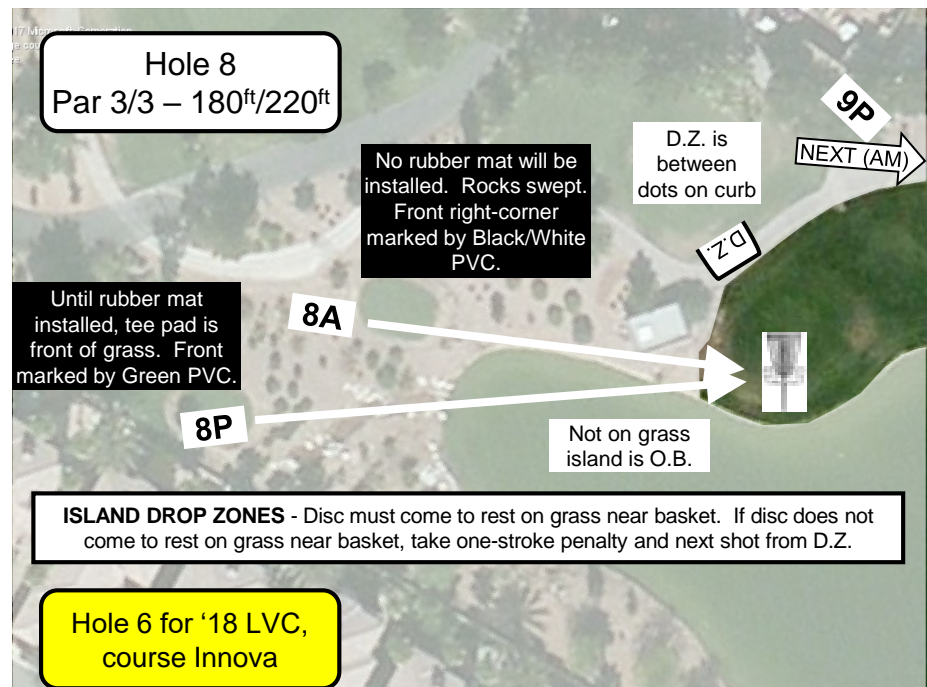 17 Microsoft Corporation
Hole 8
Par 3/3 – 180ft/220ft
9P
NEXT (AM)
D.Z. is
between
dots on curb
No rubber mat will be
installed. Rocks swept.
Front right-corner
marked by Black/White
PVC.
D.Z.
Until rubber mat
installed, tee pad is
front of grass. Front
marked by Green PVC.
8A
8P
Not on grass
island is O.B.
ISLAND DROP ZONES - Disc must come to rest on grass near basket. If disc does not
come to rest on grass near basket, take one-stroke penalty and next shot from D.Z.
Hole 6 for ‘18 LVC,
course Innova